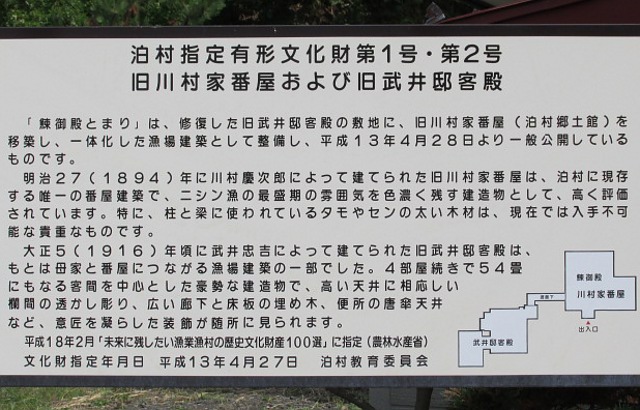 泊村指定有形文化財第1号・第2号
旧川村家番屋および旧武井邸客殿
「鰊御殿とまり」は、修復した旧武井邸客殿の敷地に、旧川村家番屋（泊村郷土館）を
移築し、一体化した漁場建築として整備し、平成13年4月28日より一般公開している
ものです。
明治27（1894）年に川村慶次郎によって建てられた旧川村家番屋は、泊村に現存
する唯一の番屋建築で、ニシン漁の最盛期の雰囲気を色濃く残す建造物として、高く評価
されています。特に、柱と梁に使われているタモやセンの太い木材は、現在では入手不可
能な貴重なものです。
大正5（1916）年頃に武井忠吉によって建てられた旧武井邸客殿は、
もとは母家と番屋につながる漁場建築の一部でした。4部屋続きで54畳
にもなる客間を中心とした豪勢な建造物で、高い天井に相応しい
欄間の透かし彫り、広い廊下と床板の埋め木、便所の唐傘天井
など、意匠を凝らした装飾が随所に見られます。
平成18年2月「未来に残したい漁業漁村の歴史文化財産100選」に指定（農林水産省）
文化財指定年月日　平成13年4月27日　泊村教育委員会
鰊御殿
川村家番屋
渡廊下
出入口
武井邸客殿